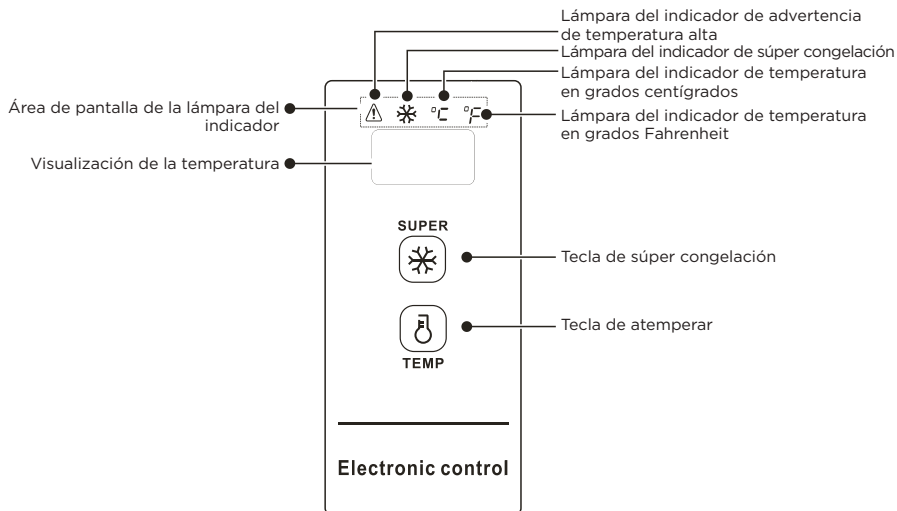 Lámpara del indicador de advertencia
de temperatura alta
Lámpara del indicador de súper congelación
Lámpara del indicador de temperatura
en grados centígrados
Lámpara del indicador de temperatura
en grados Fahrenheit
Área de pantalla de la lámpara del
indicador
°C °F
Visualización de la temperatura
SUPER
Tecla de súper congelación
Tecla de atemperar
TEMP
Electronic control